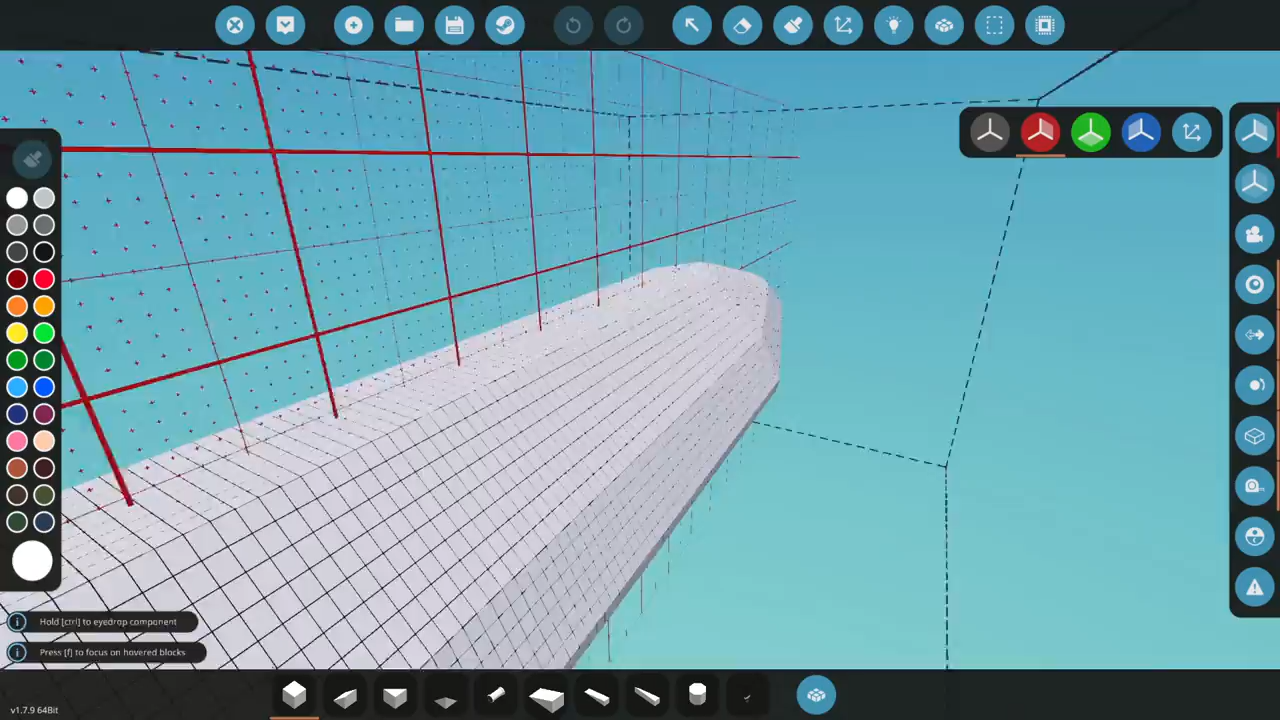 Hold [ctrl] to eyedrop component
Press [f] to focus on hovered blocks
v1.7.9 64Bit